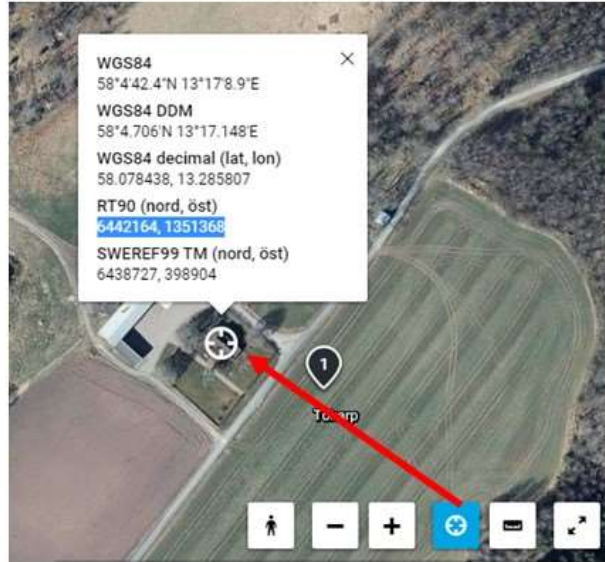 WGS84
58°4'42.4"N 13°17'8.9"E
WGS84 DDM
58°4.706'N 13°17.148'E
WGS84 decimal (lat, lon)
58.078438, 13.285807
RT90 (nord, öst)
6442164, 1351368
SWEREF99 TM (nord, öst)
6438727, 398904
1